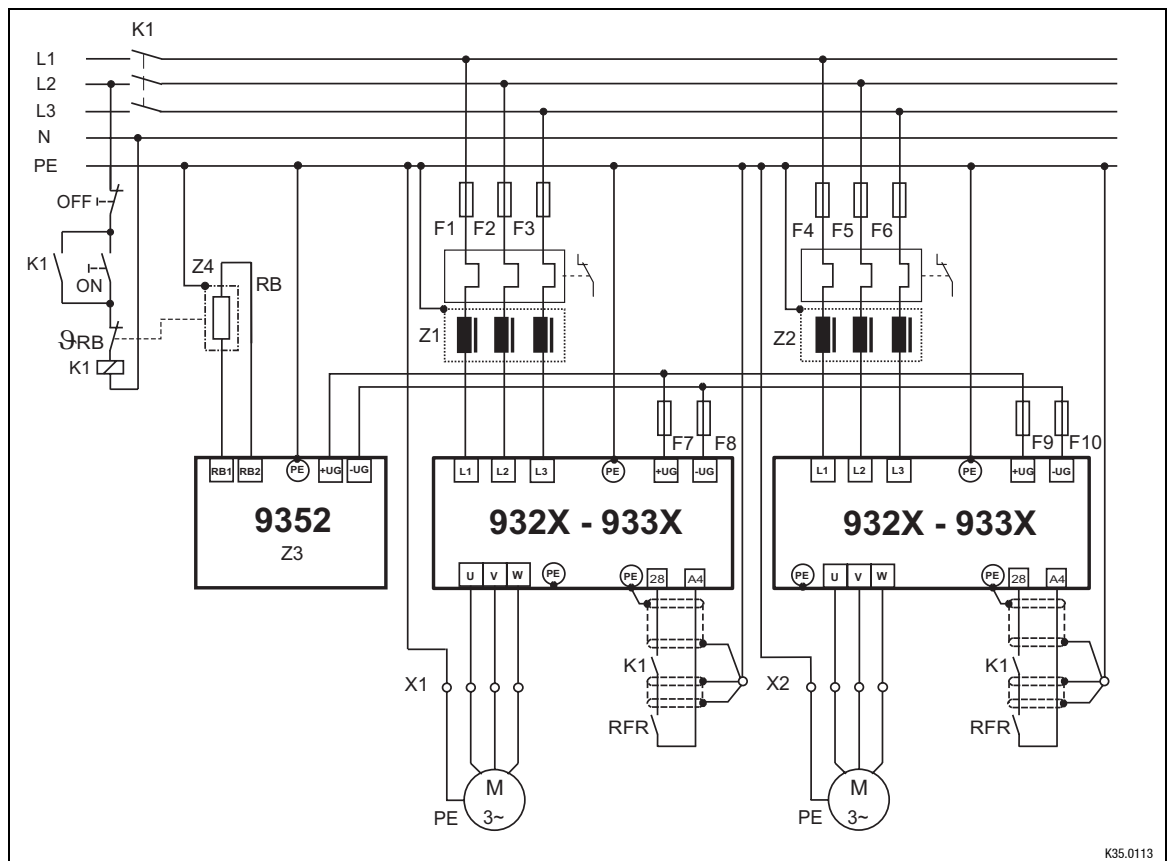 K1
L1
L2
L3
N
PE
OFF
K1
ON
ϑRB
K1
Z4
RB
F1 F2 F3
F4 F5 F6
Z1
Z2
F7 F8
F9 F10
RB1 RB2 PE +UG -UG
9352
Z3
L1 L2 L3 PE +UG -UG
932X - 933X
U V W PE PE 28 A4
L1 L2 L3 PE +UG -UG
932X - 933X
PE U V W PE 28 A4
X1
K1
RFR
PE
M
3~
X2
K1
RFR
PE
M
3~
K35.0113